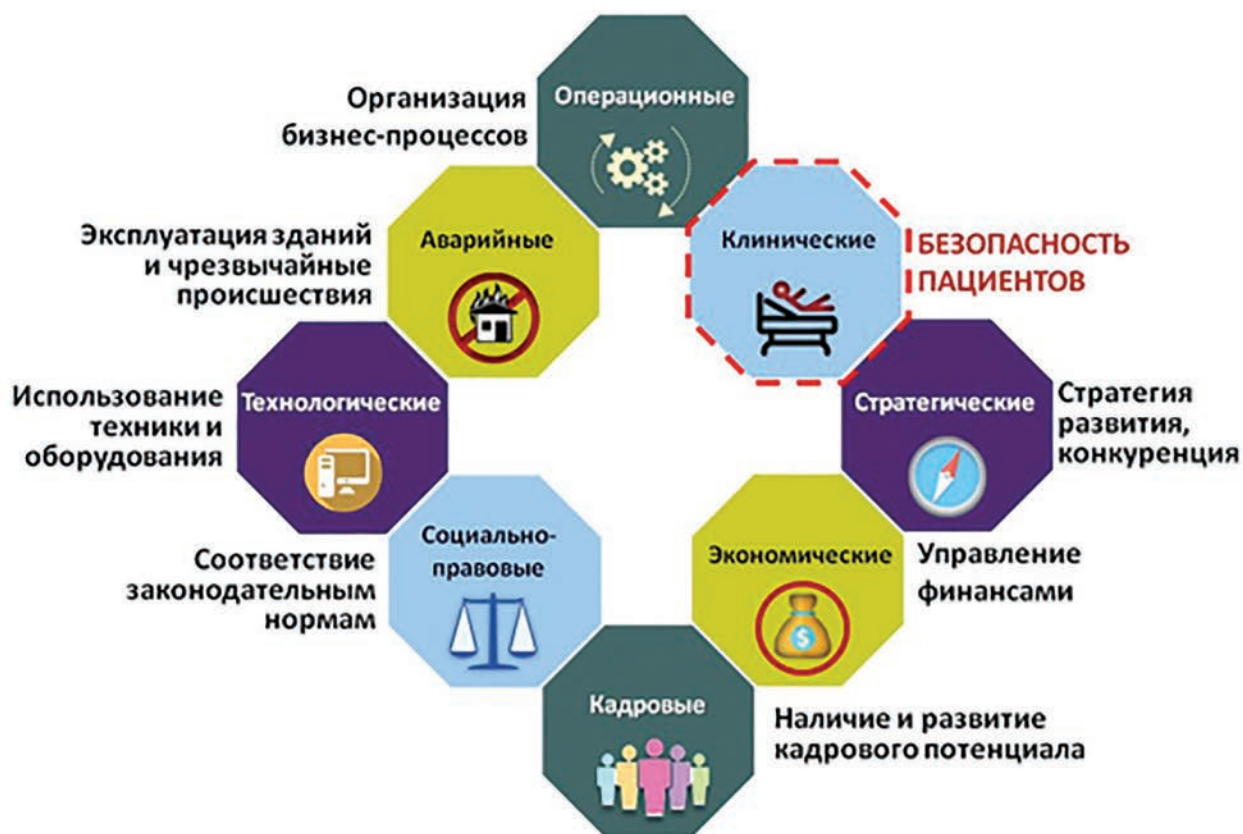 Операционные
Организация
бизнес-процессов
Клинические
БЕЗОПАСНОСТЬ
ПАЦИЕНТОВ
Аварийные
Эксплуатация зданий
и чрезвычайные
происшествия
Стратегические
Стратегия
развития,
конкуренция
Технологические
Использование
техники и
оборудования
Экономические
Управление
финансами
Социально-
правовые
Соответствие
законодательным
нормам
Кадровые
Наличие и развитие
кадрового потенциала
$